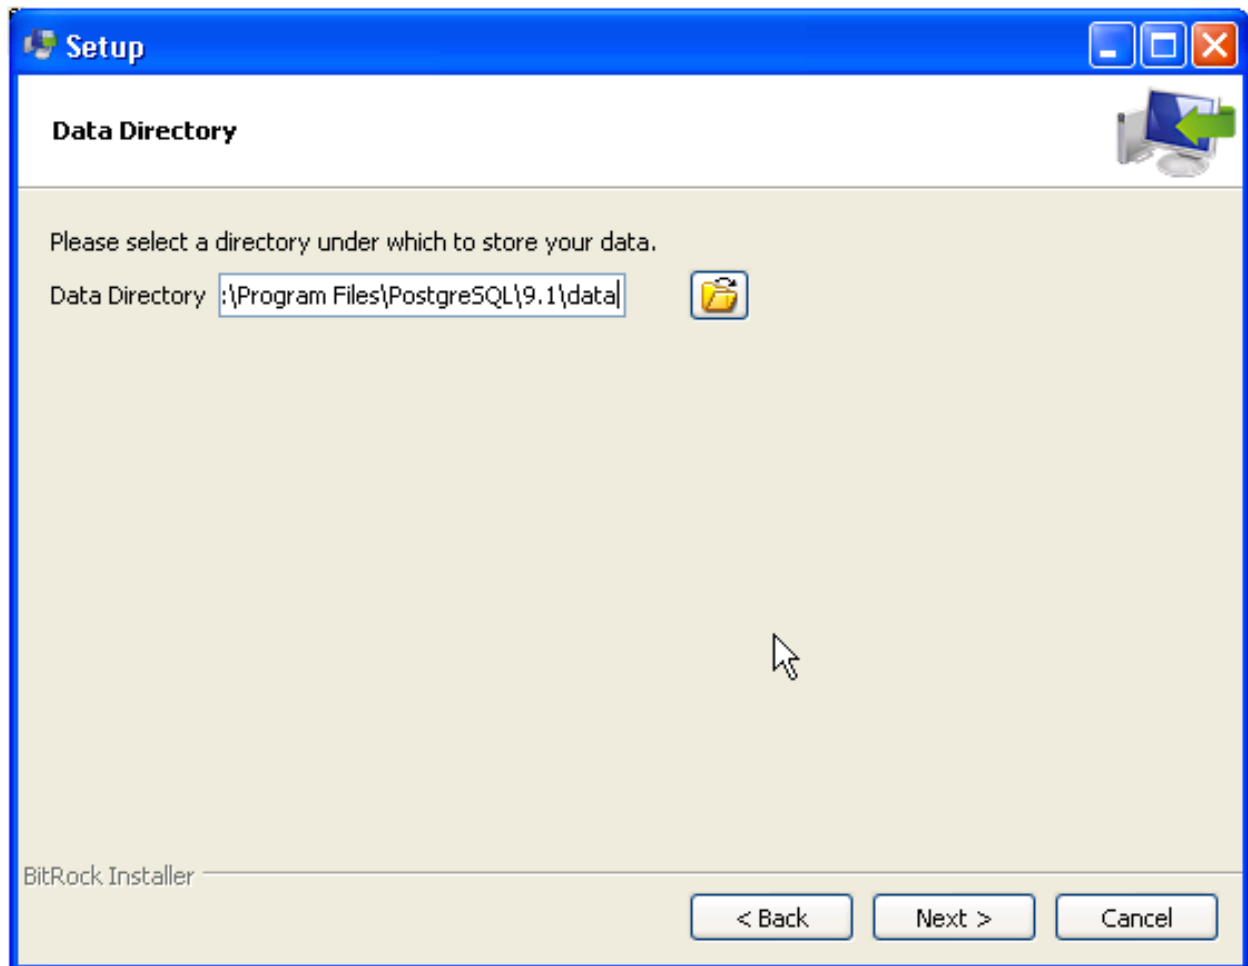 Setup
Data Directory
Please select a directory under which to store your data.
Data Directory :\Program Files\PostgreSQL\9.1\data
BitRock Installer
< Back Next > Cancel